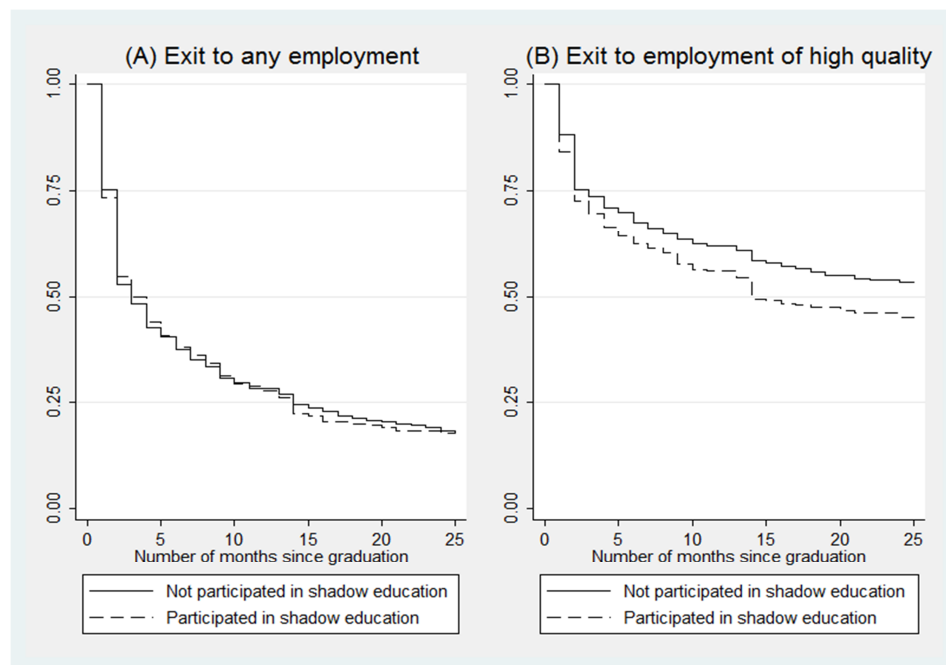 (A) Exit to any employment
1.00
0.75
0.50
0.25
0.00
0 5 10 15 20 25
Number of months since graduation
Not participated in shadow education
Participated in shadow education
(B) Exit to employment of high quality
1.00
0.75
0.50
0.25
0.00
0 5 10 15 20 25
Number of months since graduation
Not participated in shadow education
Participated in shadow education